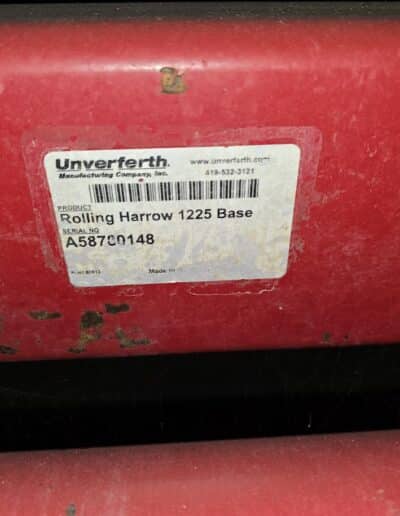 Unverferth
www.unverferth.com
Manufacturing Company, Inc.
419-532-3121
PRODUCT
Rolling Harrow 1225 Base
SERIAL NO
Made in